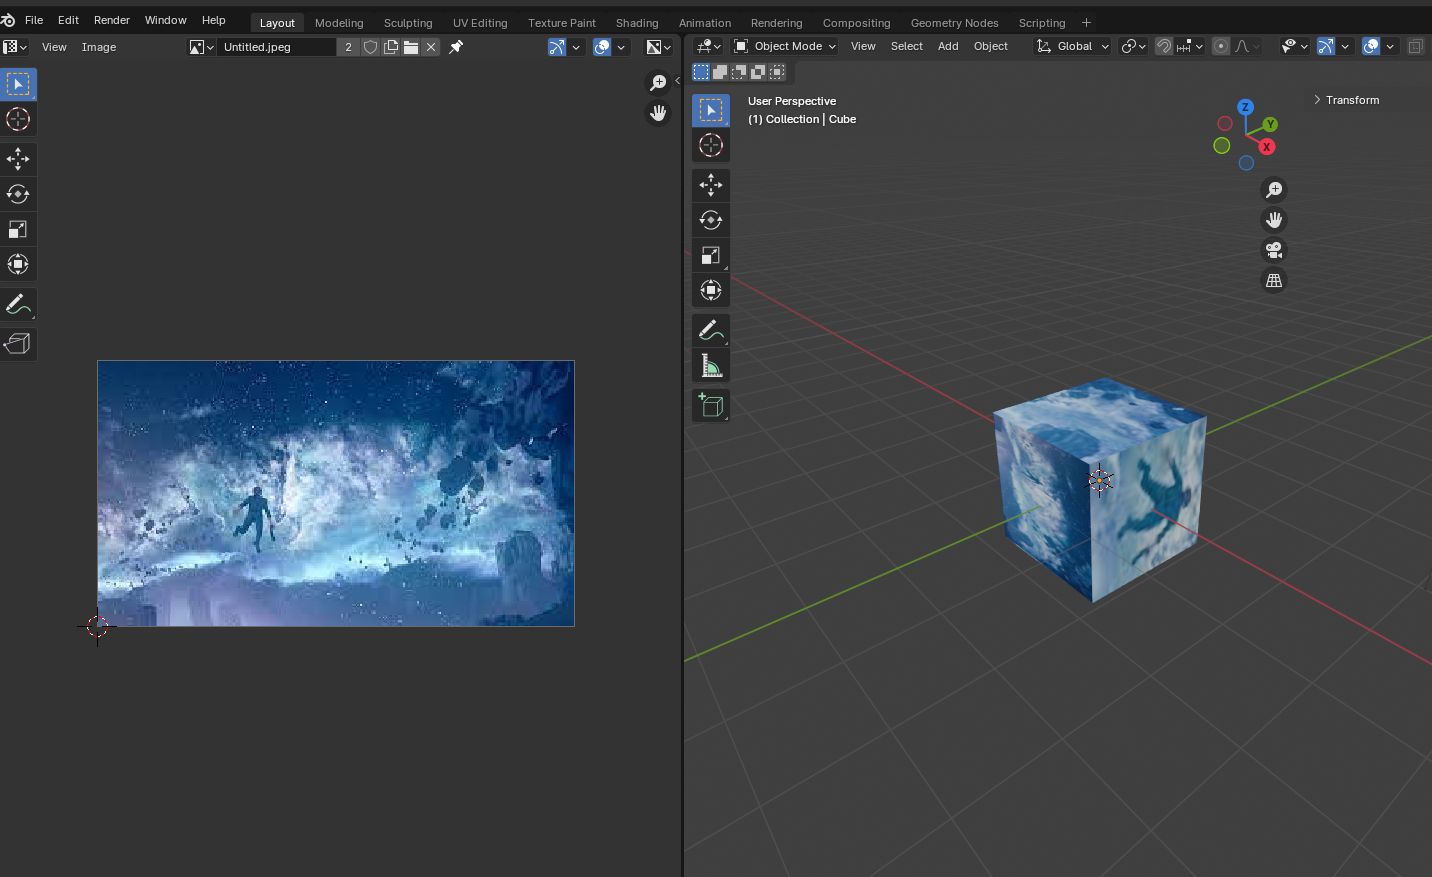 File Edit Render Window Help Layout Modeling Sculpting UV Editing Texture Paint Shading Animation Rendering Compositing Geometry Nodes Scripting +
View Image Untitled.jpeg 2
Object Mode View Select Add Object Global
User Perspective
(1) Collection | Cube
Transform
Z
Y
X